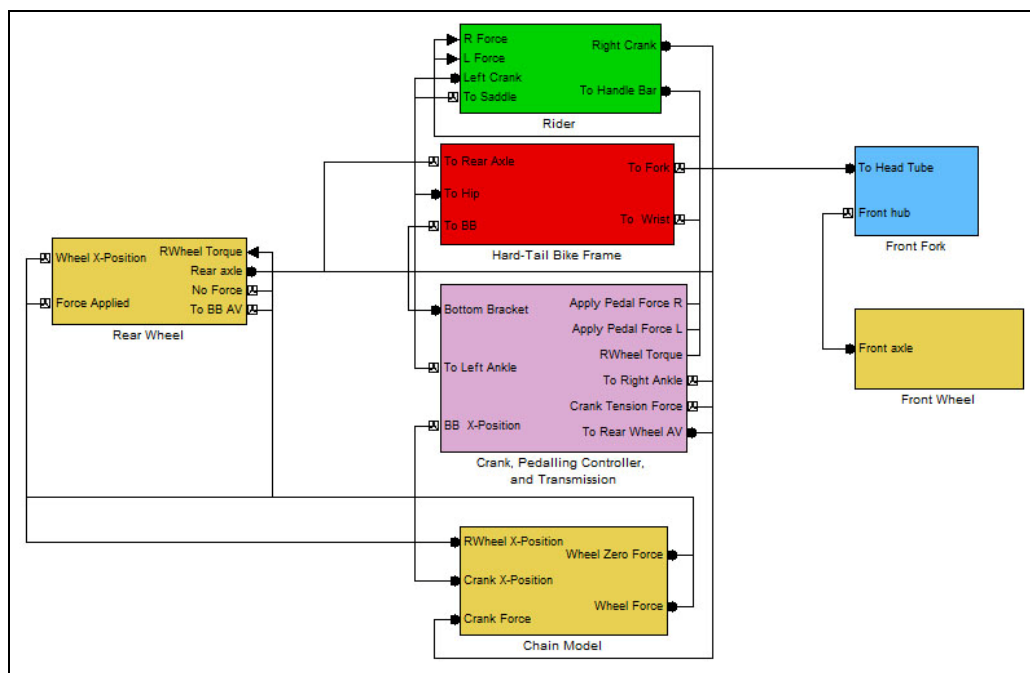 R Force
L Force
Left Crank
To Saddle
Right Crank
To Handle Bar
Rider
To Rear Axle
To Hip
To BB
To Fork
To Wrist
Hard-Tail Bike Frame
To Head Tube
Front hub
Front Fork
Wheel X-Position
Force Applied
RWheel Torque
Rear axle
No Force
To BB AV
Rear Wheel
Bottom Bracket
To Left Ankle
BB X-Position
Apply Pedal Force R
Apply Pedal Force L
RWheel Torque
To Right Ankle
Crank Tension Force
To Rear Wheel AV
Crank, Pedalling Controller,
and Transmission
Front axle
Front Wheel
RWheel X-Position
Crank X-Position
Crank Force
Wheel Zero Force
Wheel Force
Chain Model